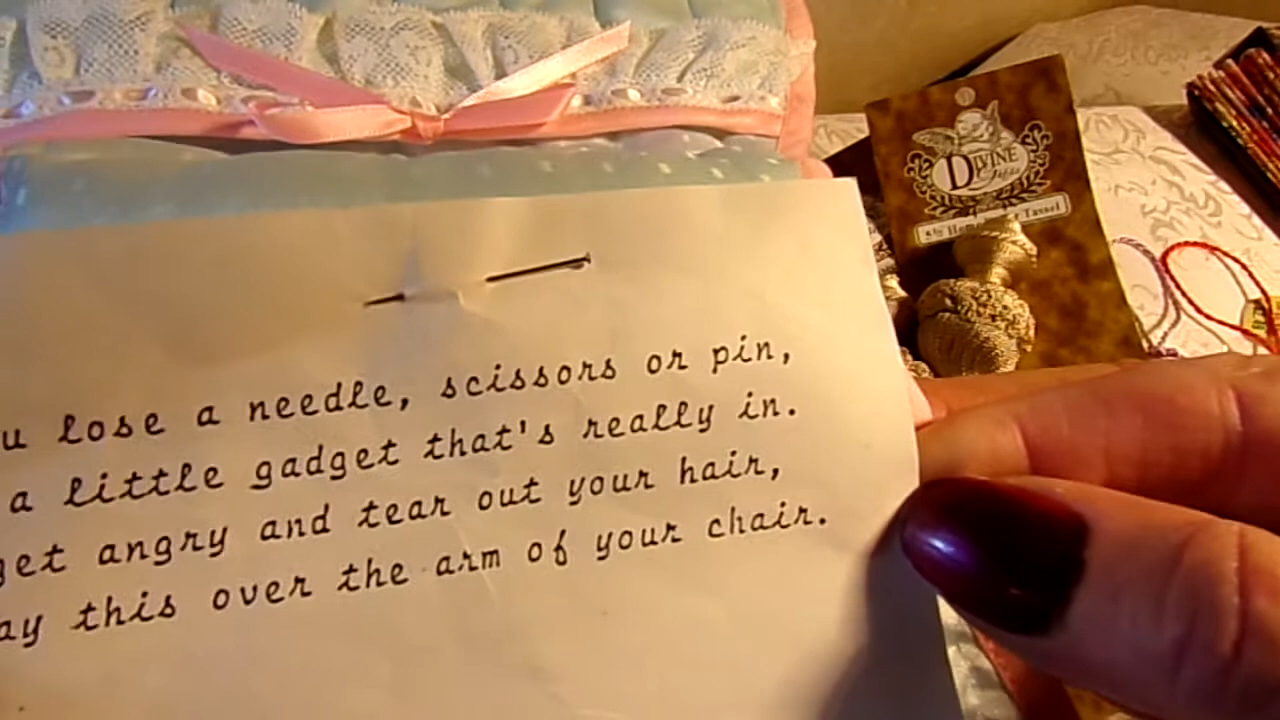 u lose a needle, scissors or pin,
a little gadget that's really in.
get angry and tear out your hair,
ay this over the arm of your chair.
DIVINE
Gifts
Tassel